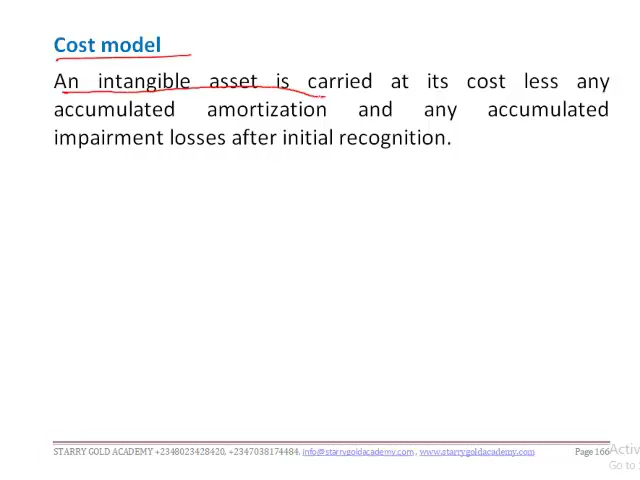 Cost model
An intangible asset is carried at its cost less any
accumulated amortization and any accumulated
impairment losses after initial recognition.
STARRY GOLD ACADEMY +2348023428420, +2347038174484, info@starrygoldacademy.com , www.starrygoldacademy.com Page 166
Activ
Go to